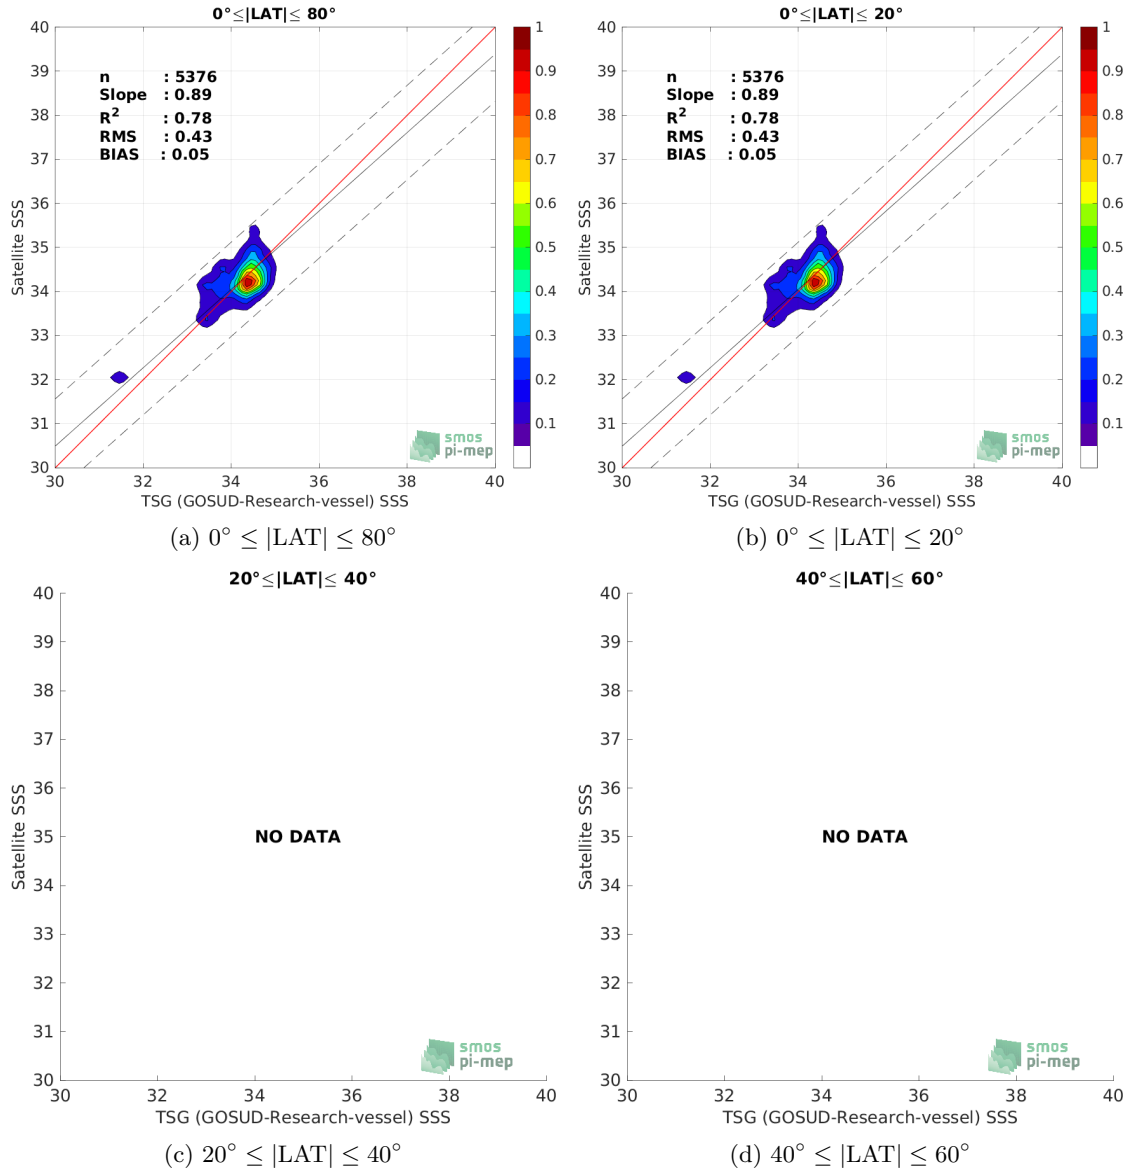 0°≤|LAT|≤ 80°
40
39
38
37
36
35
34
33
32
31
30
Satellite SSS
n : 5376
Slope : 0.89
R² : 0.78
RMS : 0.43
BIAS : 0.05
smos
pi-mep
30 32 34 36 38 40
TSG (GOSUD-Research-vessel) SSS
1
0.9
0.8
0.7
0.6
0.5
0.4
0.3
0.2
0.1
(a) 0° ≤ |LAT| ≤ 80°
0°≤|LAT|≤ 20°
40
39
38
37
36
35
34
33
32
31
30
Satellite SSS
n : 5376
Slope : 0.89
R² : 0.78
RMS : 0.43
BIAS : 0.05
smos
pi-mep
30 32 34 36 38 40
TSG (GOSUD-Research-vessel) SSS
1
0.9
0.8
0.7
0.6
0.5
0.4
0.3
0.2
0.1
(b) 0° ≤ |LAT| ≤ 20°
20°≤|LAT|≤ 40°
40
39
38
37
36
35
34
33
32
31
30
Satellite SSS
NO DATA
smos
pi-mep
30 32 34 36 38 40
TSG (GOSUD-Research-vessel) SSS
(c) 20° ≤ |LAT| ≤ 40°
40°≤|LAT|≤ 60°
40
39
38
37
36
35
34
33
32
31
30
Satellite SSS
NO DATA
smos
pi-mep
30 32 34 36 38 40
TSG (GOSUD-Research-vessel) SSS
(d) 40° ≤ |LAT| ≤ 60°